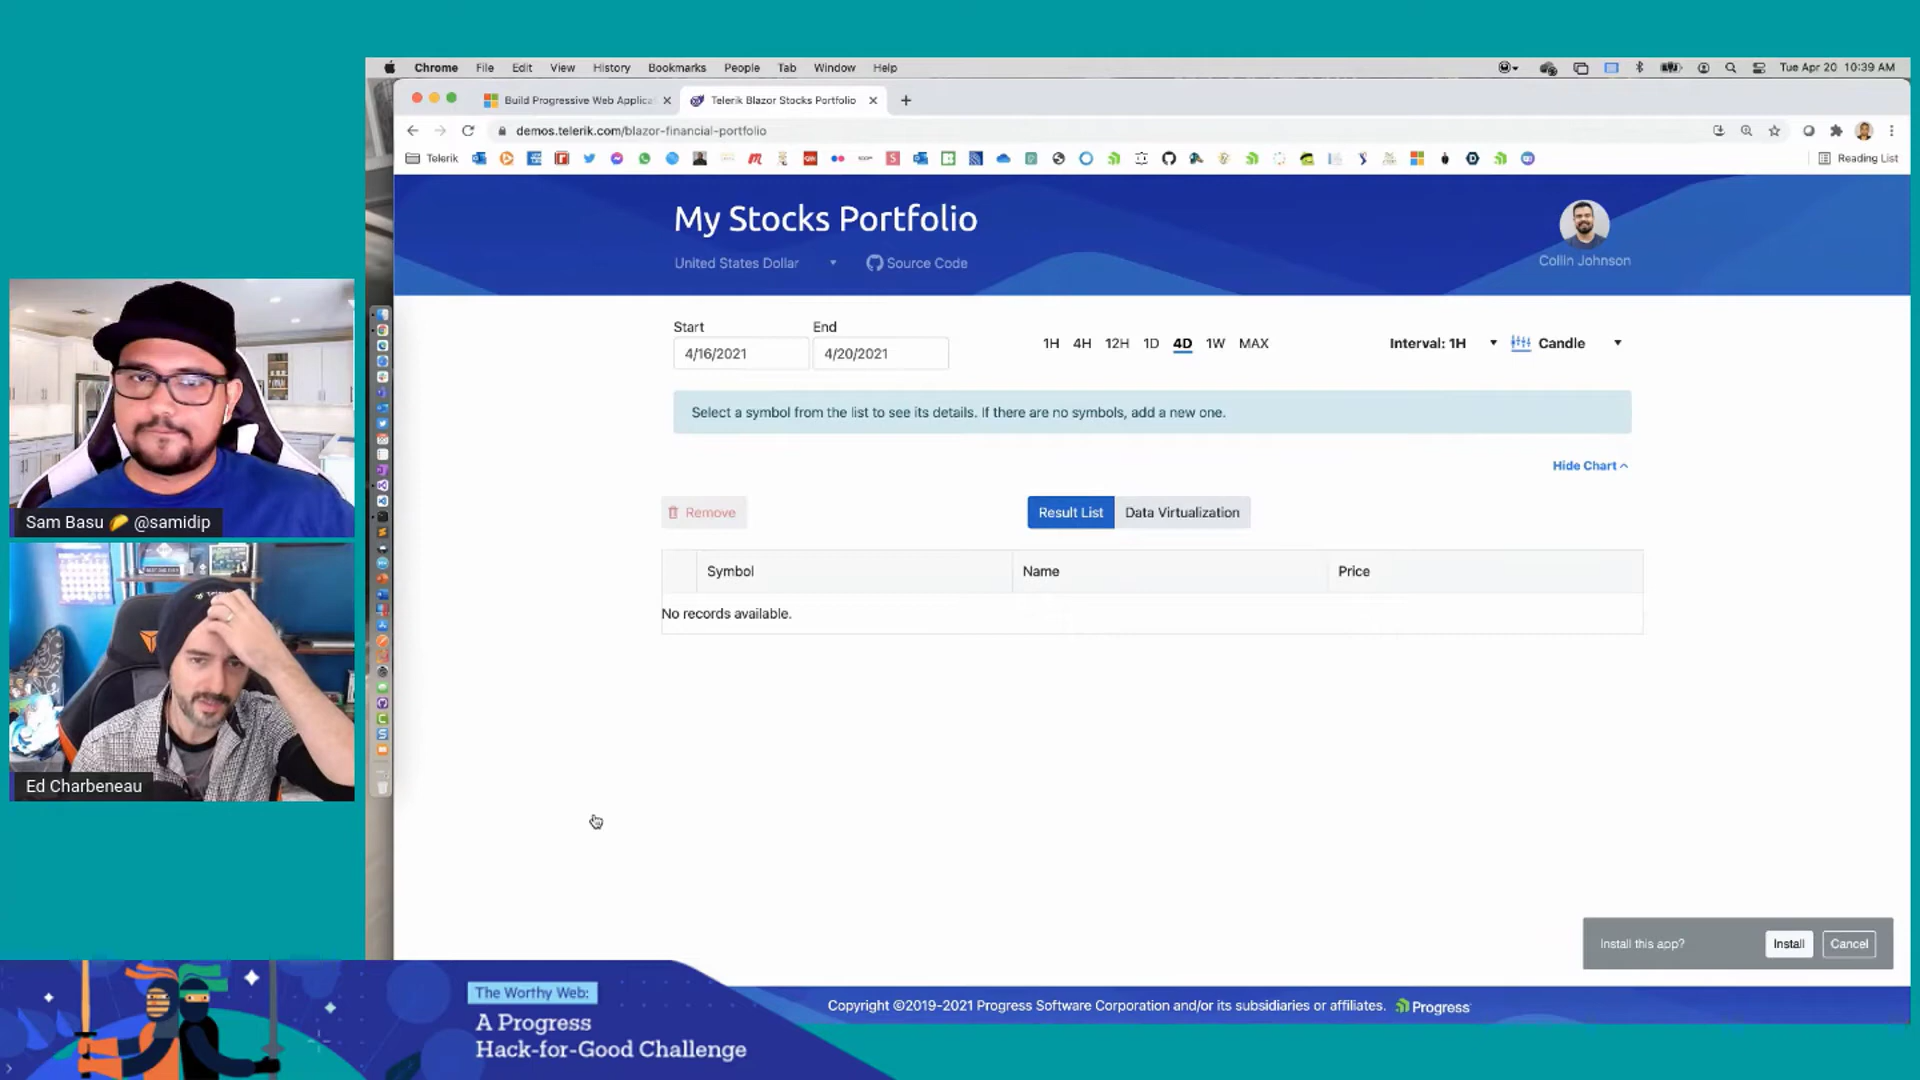 Chrome File Edit View History Bookmarks People Tab Window Help Tue Apr 20 10:39 AM
Build Progressive Web Applica Telerik Blazor Stocks Portfolio
demos.telerik.com/blazor-financial-portfolio
Telerik Reading List
My Stocks Portfolio
United States Dollar Source Code
Collin Johnson
Start End
4/16/2021 4/20/2021
1H 4H 12H 1D 4D 1W MAX
Interval: 1H Candle
Select a symbol from the list to see its details. If there are no symbols, add a new one.
Hide Chart
Remove Result List Data Virtualization
Symbol Name Price
No records available.
Sam Basu 🌮 @samidip
Ed Charbeneau
Install this app? Install Cancel
Copyright ©2019-2021 Progress Software Corporation and/or its subsidiaries or affiliates. Progress
The Worthy Web:
A Progress
Hack-for-Good Challenge